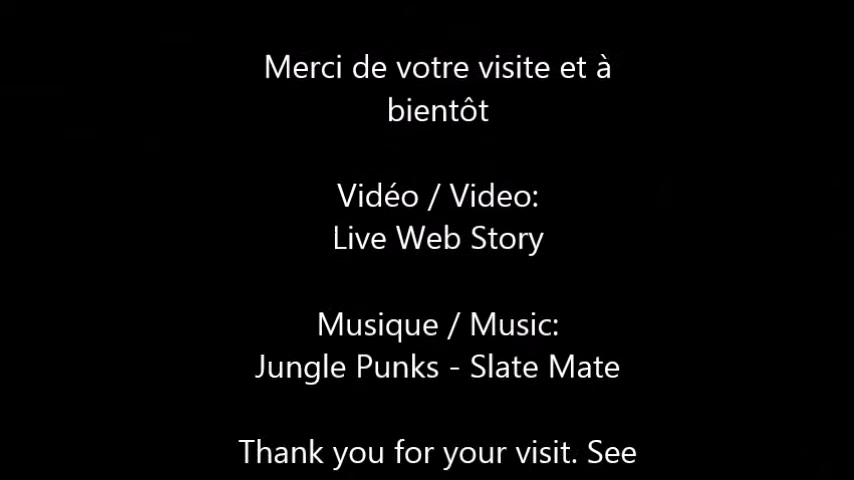 Merci de votre visite et à
bientôt
Vidéo / Video:
Live Web Story
Musique / Music:
Jungle Punks - Slate Mate
Thank you for your visit. See